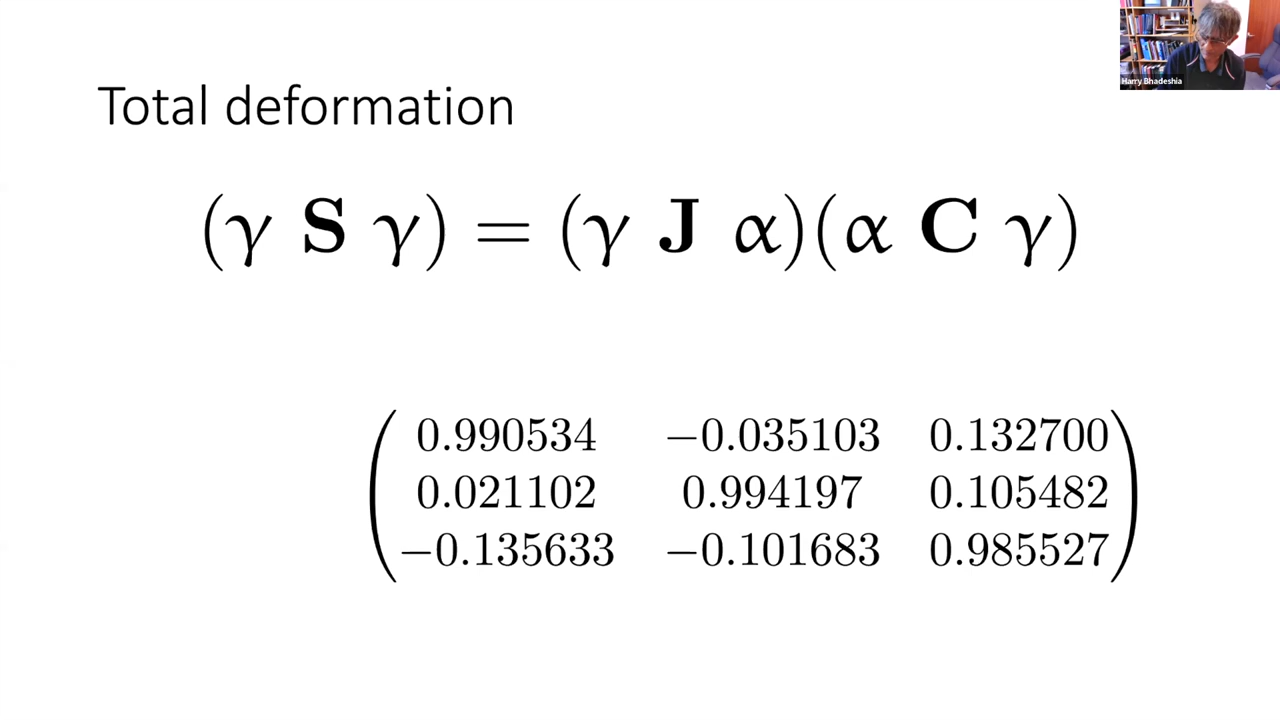 Harry Bhadeshia
Total deformation
(γ S γ) = (γ J α)(α C γ)
0.990534 −0.035103 0.132700
0.021102 0.994197 0.105482
−0.135633 −0.101683 0.985527